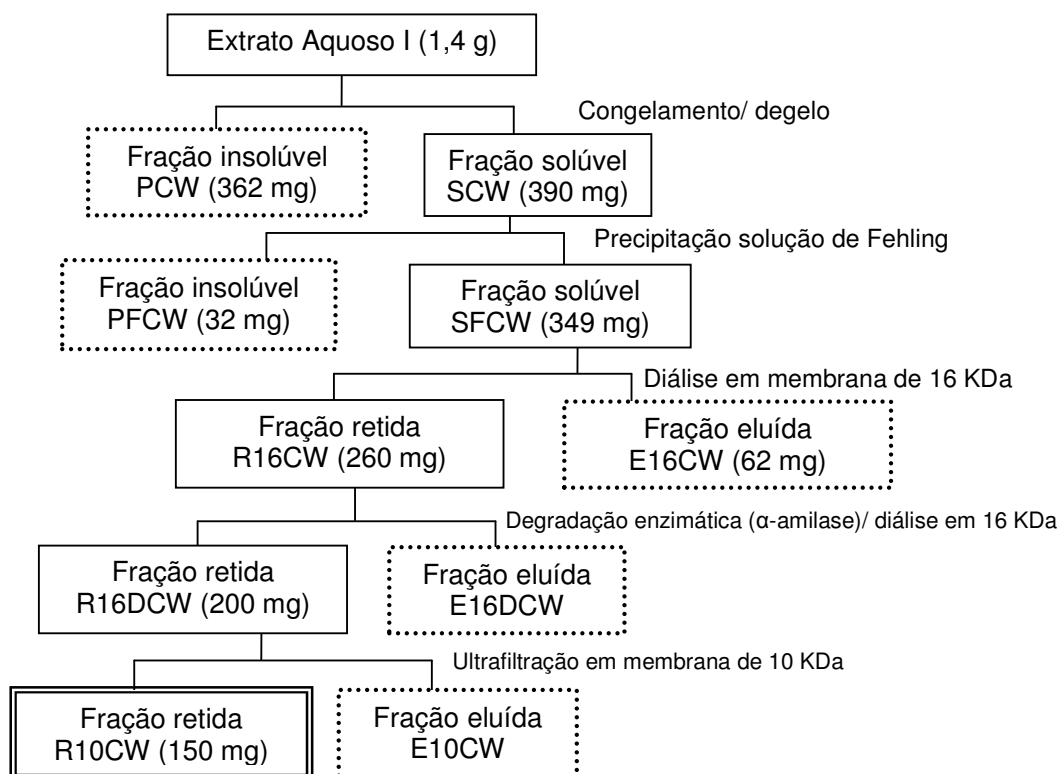 Extrato Aquoso I (1,4 g)
Congelamento/ degelo
Fração insolúvel
PCW (362 mg)
Fração solúvel
SCW (390 mg)
Precipitação solução de Fehling
Fração insolúvel
PFCW (32 mg)
Fração solúvel
SFCW (349 mg)
Diálise em membrana de 16 KDa
Fração retida
R16CW (260 mg)
Fração eluída
E16CW (62 mg)
Degradação enzimática (α-amilase)/ diálise em 16 KDa
Fração retida
R16DCW (200 mg)
Fração eluída
E16DCW
Ultrafiltração em membrana de 10 KDa
Fração retida
R10CW (150 mg)
Fração eluída
E10CW